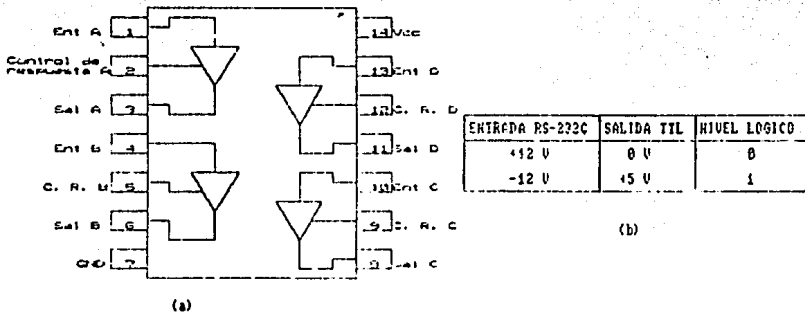 Ent A 1
Control de
respuesta A 2
Sal A 3
Ent B 4
C. R. B 5
Sal B 6
GND 7
14 Vcc
13 Ent D
12 C. R. D
11 Sal D
10 Ent C
9 C. R. C
8 Sal C
(a)
ENTRADA RS-232C SALIDA TTL NIVEL LOGICO
+12 V 0 V 0
-12 V +5 V 1
(b)